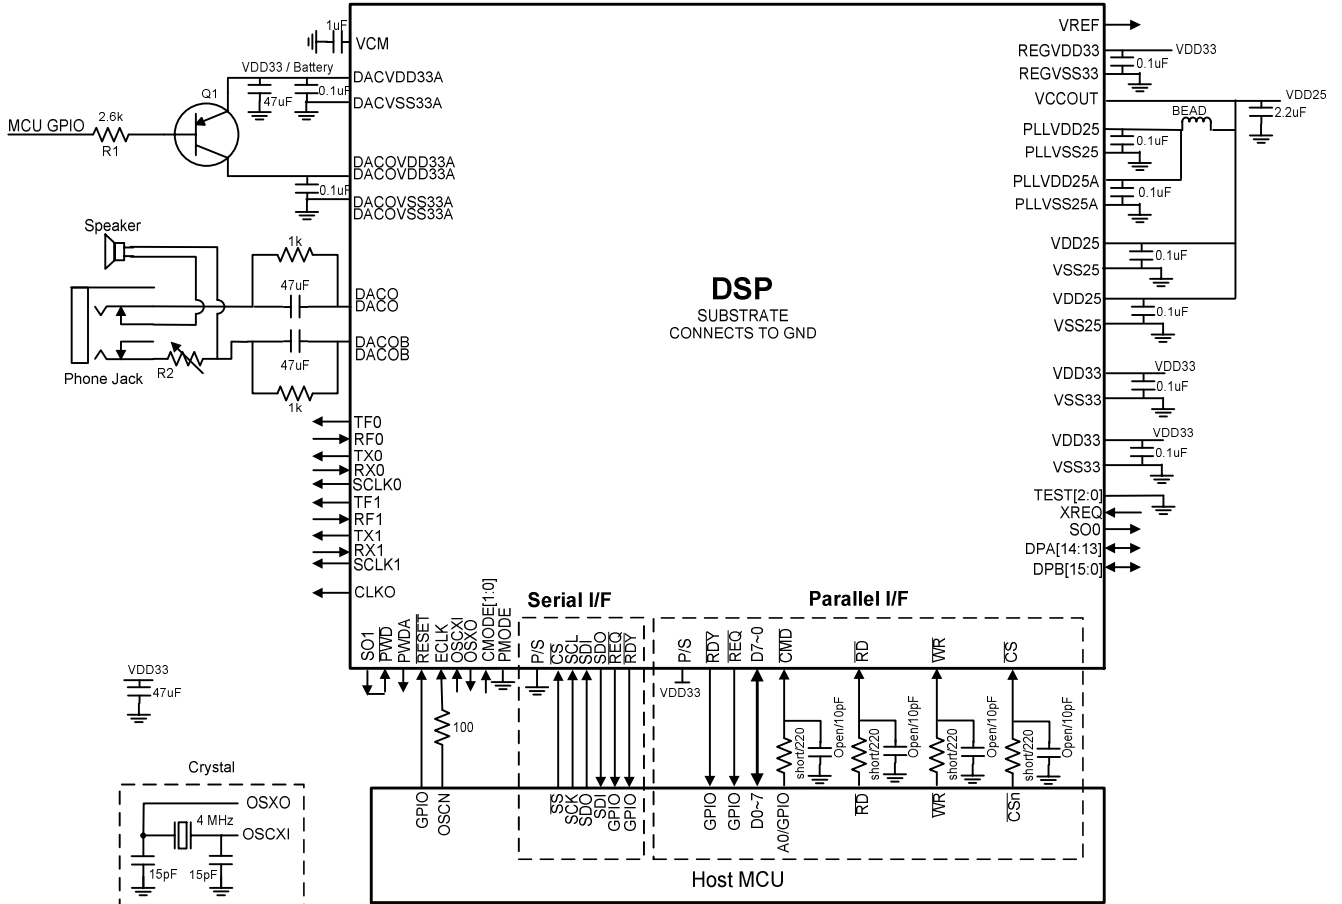 1uF
VCM
VDD33 / Battery
DACVDD33A
47uF
0.1uF
DACVSS33A
Q1
MCU GPIO
2.6k
R1
DACOVDD33A
DACOVDD33A
0.1uF
DACOVSS33A
DACOVSS33A
Speaker
1k
47uF
DACO
DACO
DACOB
DACOB
47uF
R2
Phone Jack
1k
TF0
RF0
TX0
RX0
SCLK0
TF1
RF1
TX1
RX1
SCLK1
CLKO
DSP
SUBSTRATE
CONNECTS TO GND
VREF
REGVDD33
VDD33
0.1uF
REGVSS33
VCCOUT
VDD25
2.2uF
BEAD
PLLVDD25
0.1uF
PLLVSS25
PLLVDD25A
0.1uF
PLLVSS25A
VDD25
0.1uF
VSS25
VDD25
0.1uF
VSS25
VDD33
VDD33
0.1uF
VSS33
VDD33
VDD33
0.1uF
VSS33
TEST[2:0]
XREQ
SO0
DPA[14:13]
DPB[15:0]
SO1
PWD
PWDA
RESET
ECLK
OSCXI
OSXO
CMODE[1:0]
PMODE
Serial I/F
P/S
CS
SCL
SDI
SDO
REQ
RDY
Parallel I/F
P/S
RDY
REQ
D7~0
CMD
RD
WR
CS
VDD33
100
short/220
Open/10pF
short/220
Open/10pF
short/220
Open/10pF
short/220
Open/10pF
GPIO
OSCN
SS
SCK
SDO
SDI
GPIO
GPIO
GPIO
GPIO
D0~7
A0/GPIO
RD
WR
CSn
Host MCU
VDD33
47uF
Crystal
OSXO
4 MHz
OSCXI
15pF
15pF